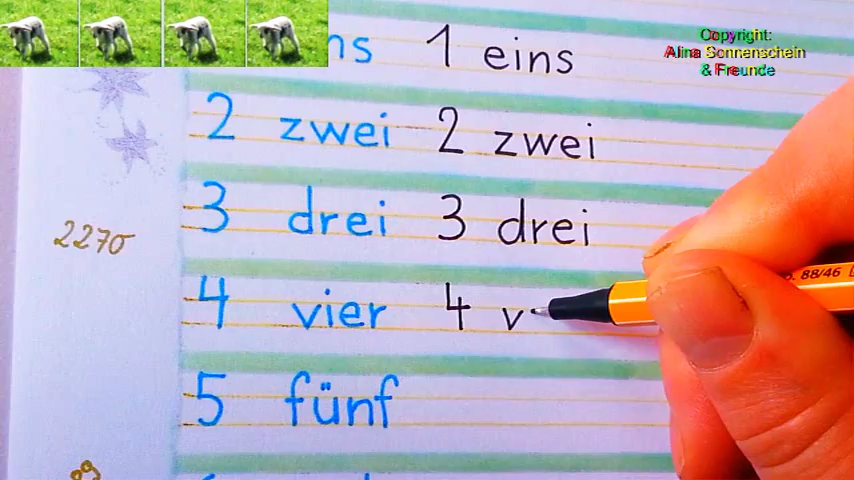 Copyright:
Alina Sonnenschein
& Freunde
1 eins
2 zwei 2 zwei
3 drei 3 drei
2270
4 vier 4 v
88/46
5 fünf